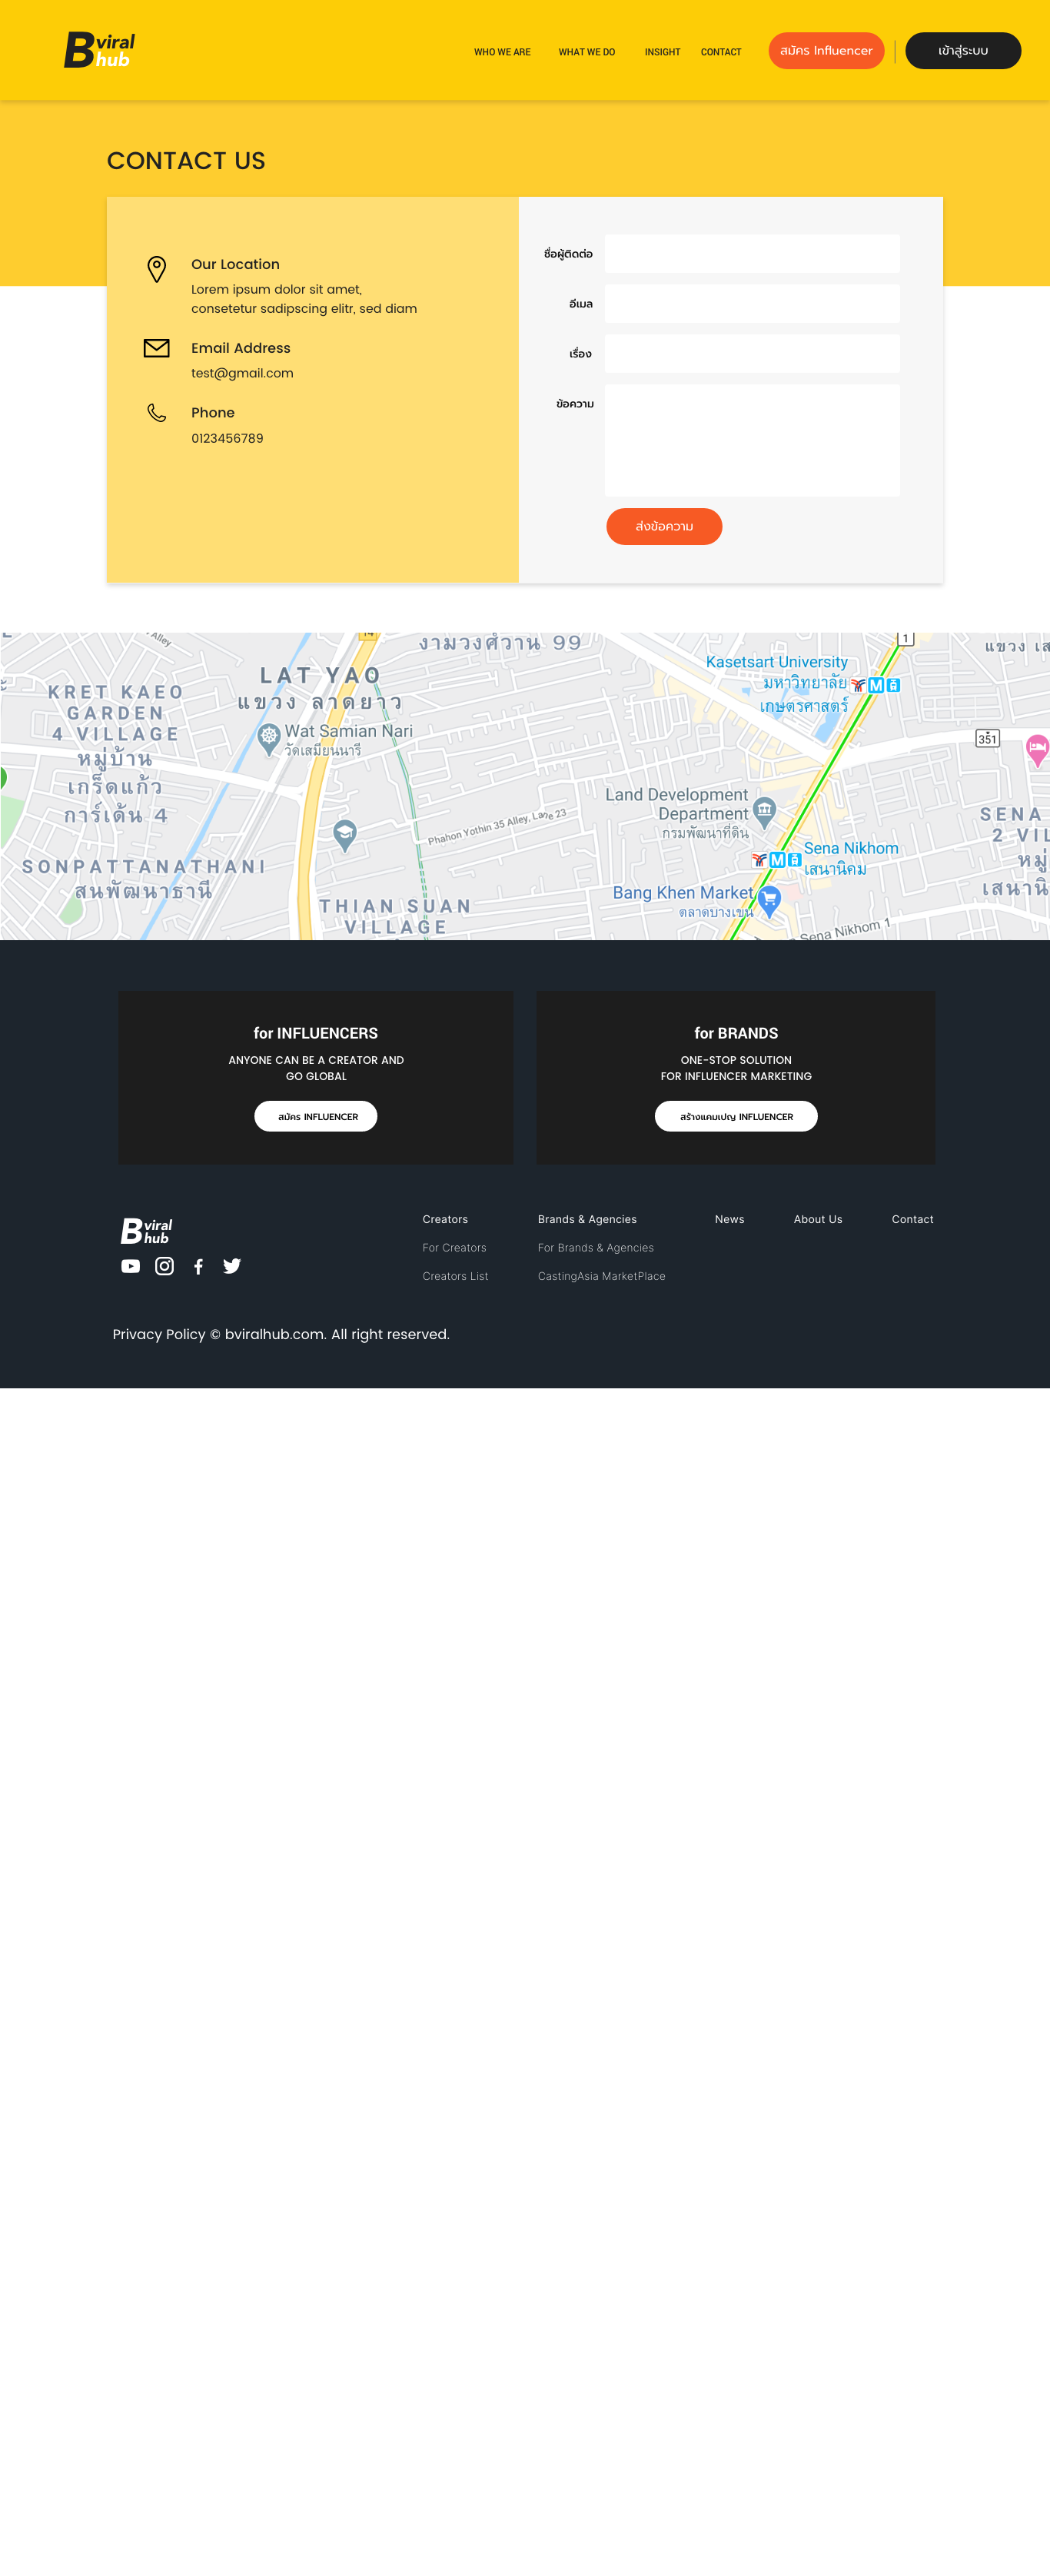 Bviral
hub
WHO WE ARE
WHAT WE DO
INSIGHT
CONTACT
สมัคร Influencer
เข้าสู่ระบบ
CONTACT US
Our Location
Lorem ipsum dolor sit amet,
consetetur sadipscing elitr, sed diam
Email Address
test@gmail.com
Phone
0123456789
ชื่อผู้ติดต่อ
อีเมล
เรื่อง
ข้อความ
ส่งข้อความ
Alley
14
งามวงศ์วาน 99
1
แขวง เส
Kasetsart University
มหาวิทยาลัย
เกษตรศาสตร์
LAT YAO
แขวง ลาดยาว
KRET KAEO
GARDEN
4 VILLAGE
หมู่บ้าน
เกร็ดแก้ว
การ์เด้น 4
Wat Samian Nari
วัดเสมียนนารี
351
Land Development
Department
กรมพัฒนาที่ดิน
Phahon Yothin 35 Alley, Lane 23
SENA
2 VIL
หมู่
เสนานิ
Sena Nikhom
เสนานิคม
SONPATTANATHANI
สนพัฒนาธานี
Bang Khen Market
ตลาดบางเขน
THIAN SUAN
VILLAGE
Sena Nikhom 1
for INFLUENCERS
ANYONE CAN BE A CREATOR AND
GO GLOBAL
สมัคร INFLUENCER
for BRANDS
ONE-STOP SOLUTION
FOR INFLUENCER MARKETING
สร้างแคมเปญ INFLUENCER
Bviral
hub
Creators
For Creators
Creators List
Brands & Agencies
For Brands & Agencies
CastingAsia MarketPlace
News
About Us
Contact
Privacy Policy © bviralhub.com. All right reserved.